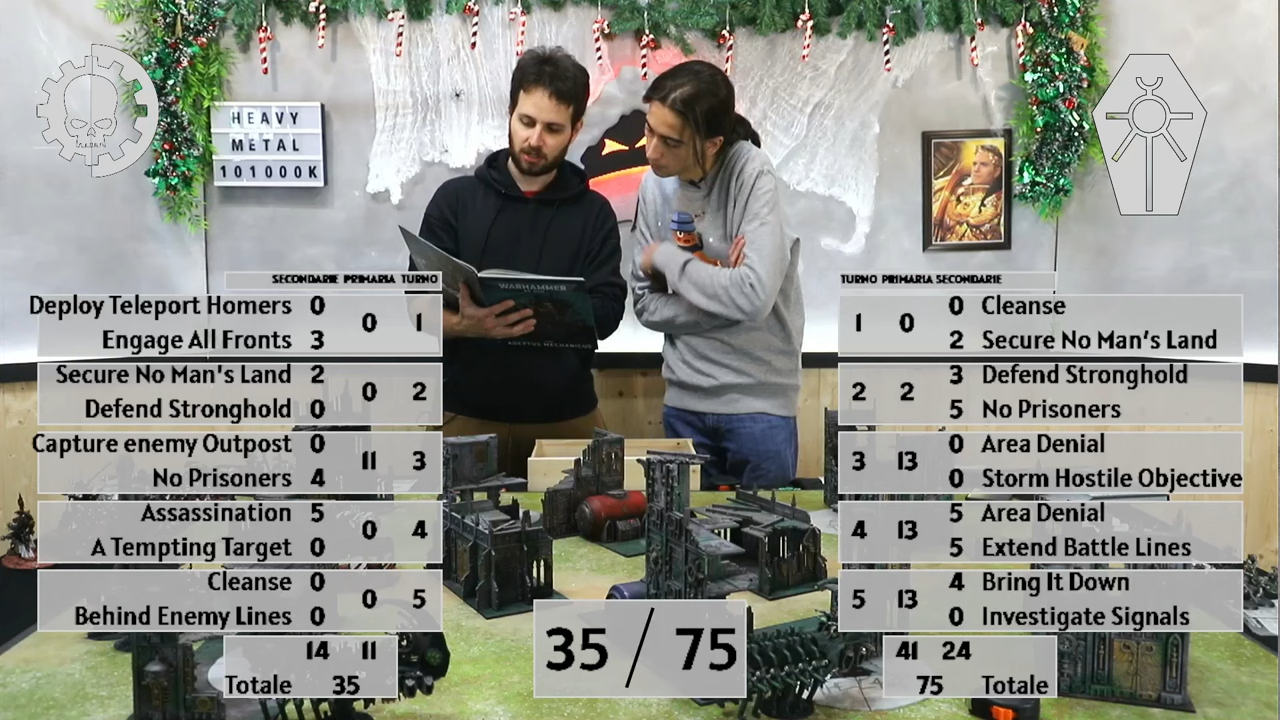 HEAVY
METAL
101000K
WARHAMMER
ADEPTUS MECHANICUS
SECONDARIE PRIMARIA TURNO
Deploy Teleport Homers 0 0 1
Engage All Fronts 3
Secure No Man's Land 2 0 2
Defend Stronghold 0
Capture enemy Outpost 0 11 3
No Prisoners 4
Assassination 5 0 4
A Tempting Target 0
Cleanse 0 0 5
Behind Enemy Lines 0
14 11
Totale 35
35 / 75
TURNO PRIMARIA SECONDARIE
1 0 0 Cleanse
2 Secure No Man's Land
2 2 3 Defend Stronghold
5 No Prisoners
3 13 0 Area Denial
0 Storm Hostile Objective
4 13 5 Area Denial
5 Extend Battle Lines
5 13 4 Bring It Down
0 Investigate Signals
41 24
75 Totale